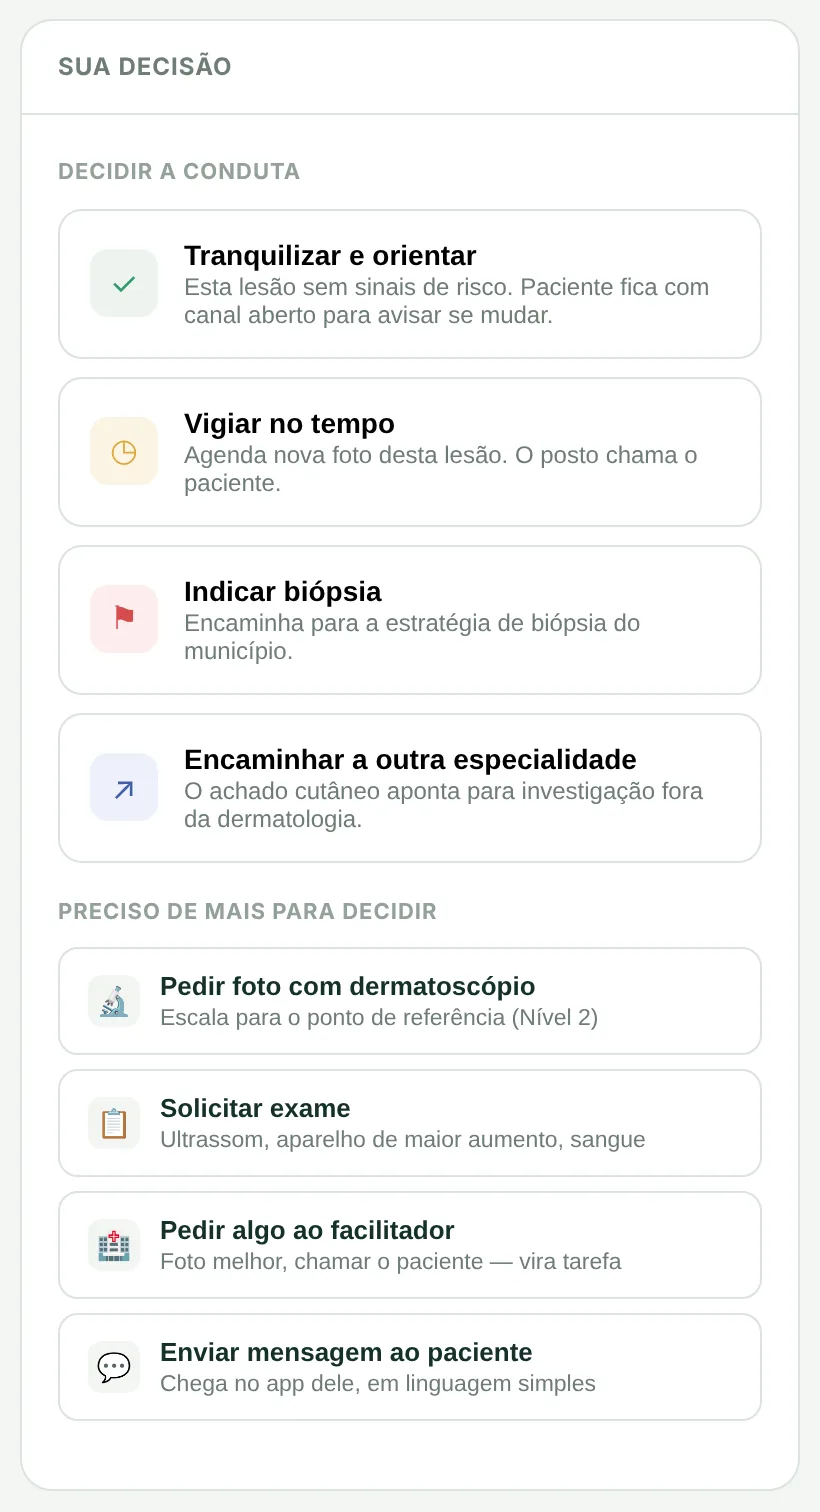 SUA DECISÃO
DECIDIR A CONDUTA
Tranquilizar e orientar
Esta lesão sem sinais de risco. Paciente fica com
canal aberto para avisar se mudar.
Vigiar no tempo
Agenda nova foto desta lesão. O posto chama o
paciente.
Indicar biópsia
Encaminha para a estratégia de biópsia do
município.
Encaminhar a outra especialidade
O achado cutâneo aponta para investigação fora
da dermatologia.
PRECISO DE MAIS PARA DECIDIR
Pedir foto com dermatoscópio
Escala para o ponto de referência (Nível 2)
Solicitar exame
Ultrassom, aparelho de maior aumento, sangue
Pedir algo ao facilitador
Foto melhor, chamar o paciente — vira tarefa
Enviar mensagem ao paciente
Chega no app dele, em linguagem simples